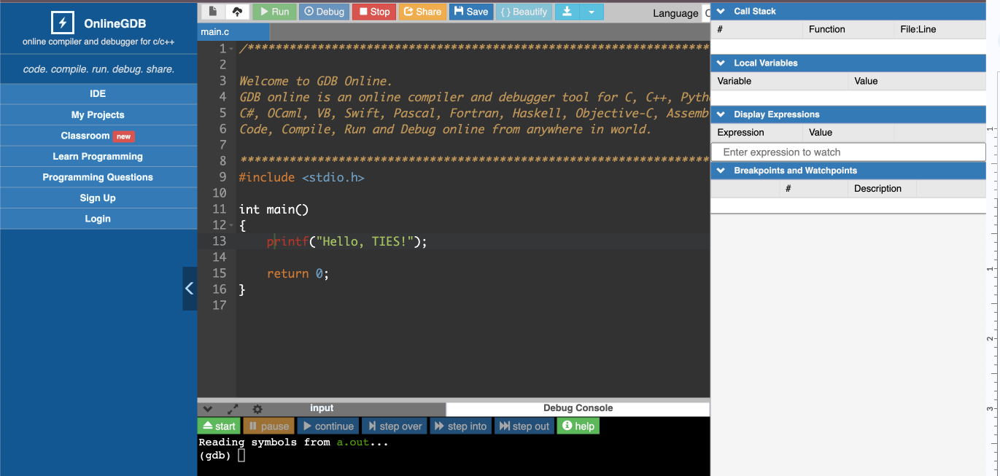 OnlineGDB
online compiler and debugger for c/c++
code. compile. run. debug. share.
IDE
My Projects
Classroom new
Learn Programming
Programming Questions
Sign Up
Login
Run Debug Stop Share Save {} Beautify Language
main.c
1 /********************************************************************
2
3 Welcome to GDB Online.
4 GDB online is an online compiler and debugger tool for C, C++, Pyth
5 C#, OCaml, VB, Swift, Pascal, Fortran, Haskell, Objective-C, Assemb
6 Code, Compile, Run and Debug online from anywhere in world.
7
8 ********************************************************************
9 #include <stdio.h>
10
11 int main()
12 {
13 printf("Hello, TIES!");
14
15 return 0;
16 }
17
input Debug Console
start pause continue step over step into step out help
Reading symbols from a.out...
(gdb)
Call Stack
# Function File:Line
Local Variables
Variable Value
Display Expressions
Expression Value
Enter expression to watch
Breakpoints and Watchpoints
# Description
1
1
2
3